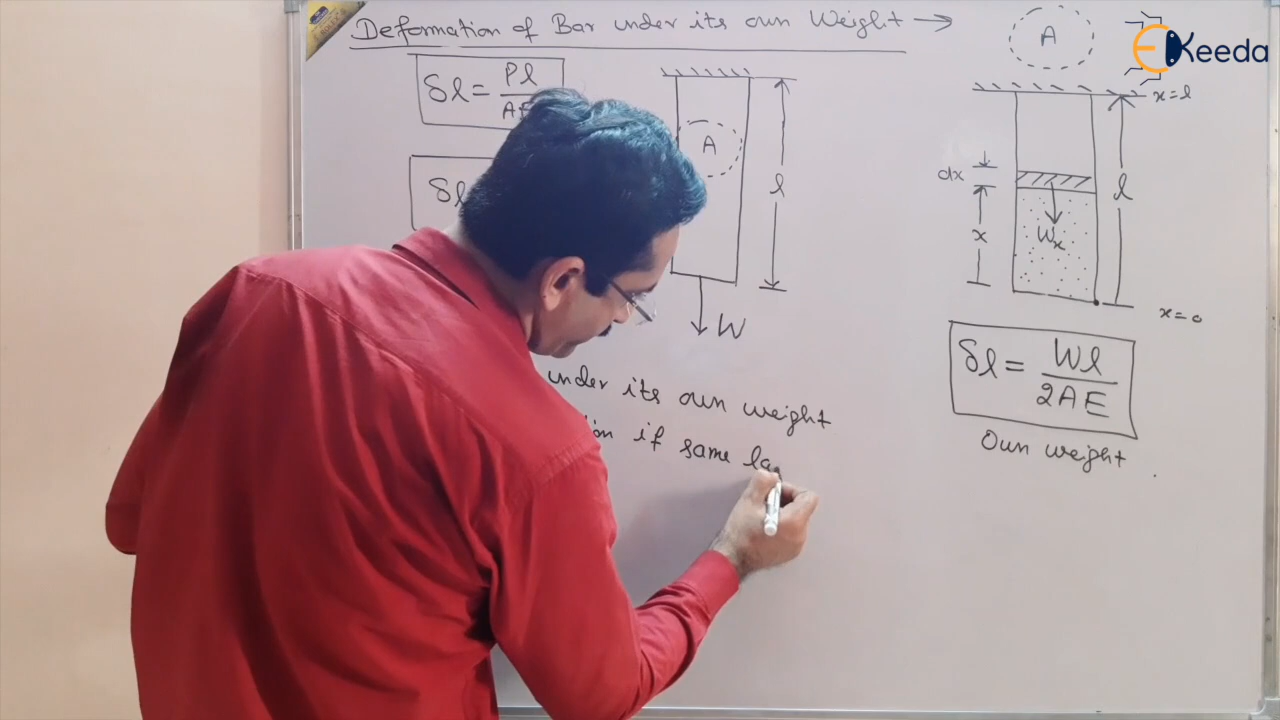 Deformation of Bar under its own Weight →
δl = Pl / AE
δl
A
l
W
under its own weight
if same
A
EKeeda
x=l
dx
x
Wx
l
x=0
δl = Wl / 2AE
Own weight